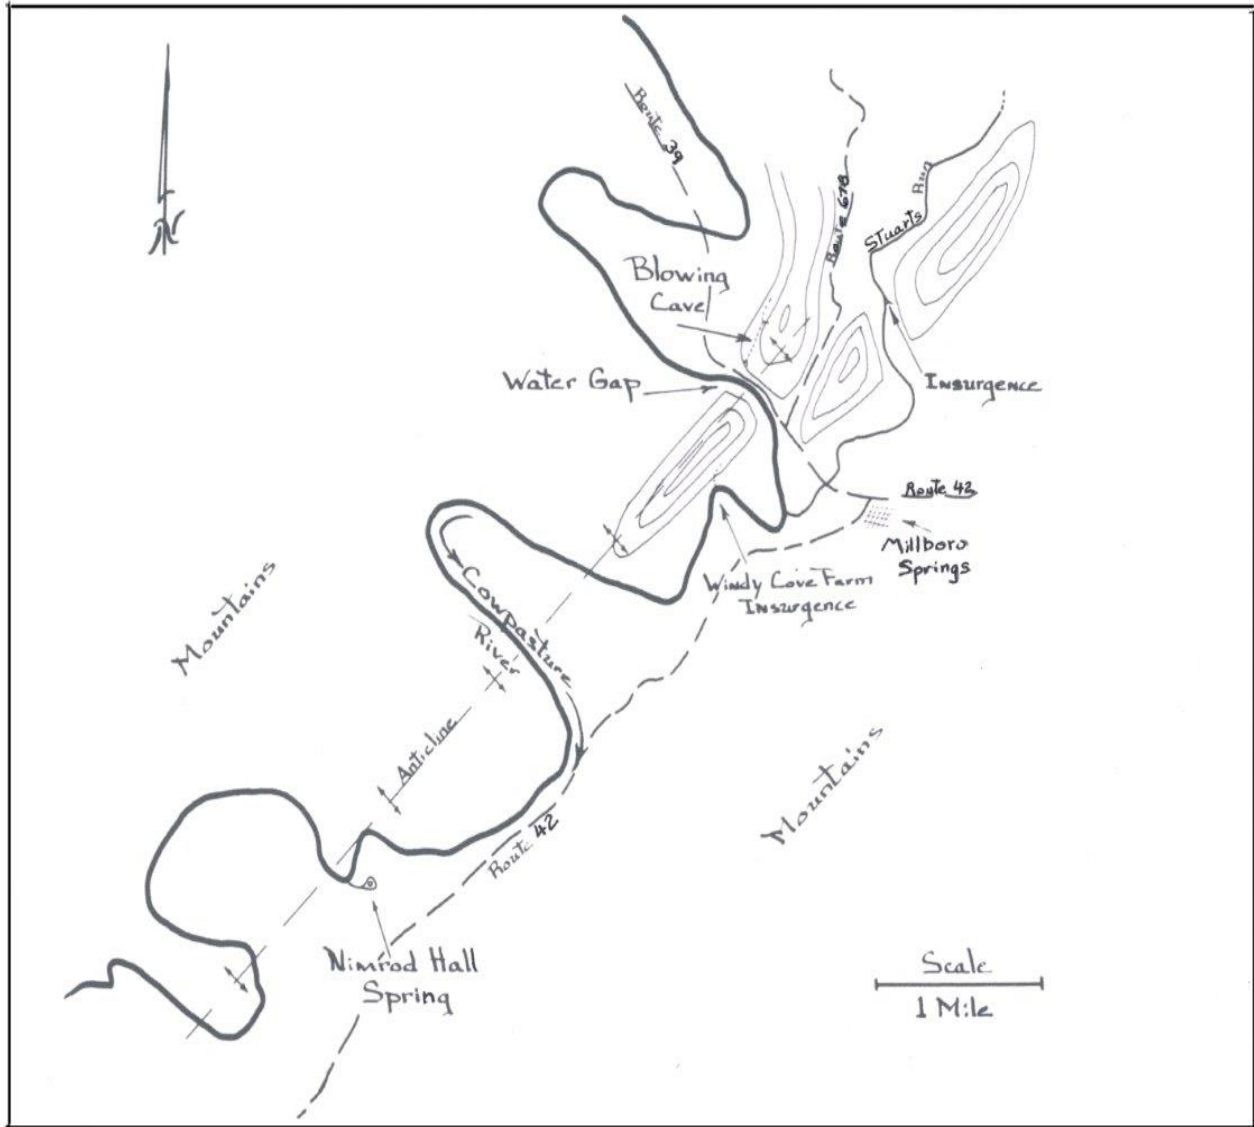 Route 39
Route 678
Stuarts Run
Blowing
Cave
Water Gap
Insurgence
Route 42
Millboro
Springs
Windy Cove Farm
Insurgence
N
Mountains
Cowpasture
River
Anticline
Mountains
Route 42
Nimrod Hall
Spring
Scale
1 Mile